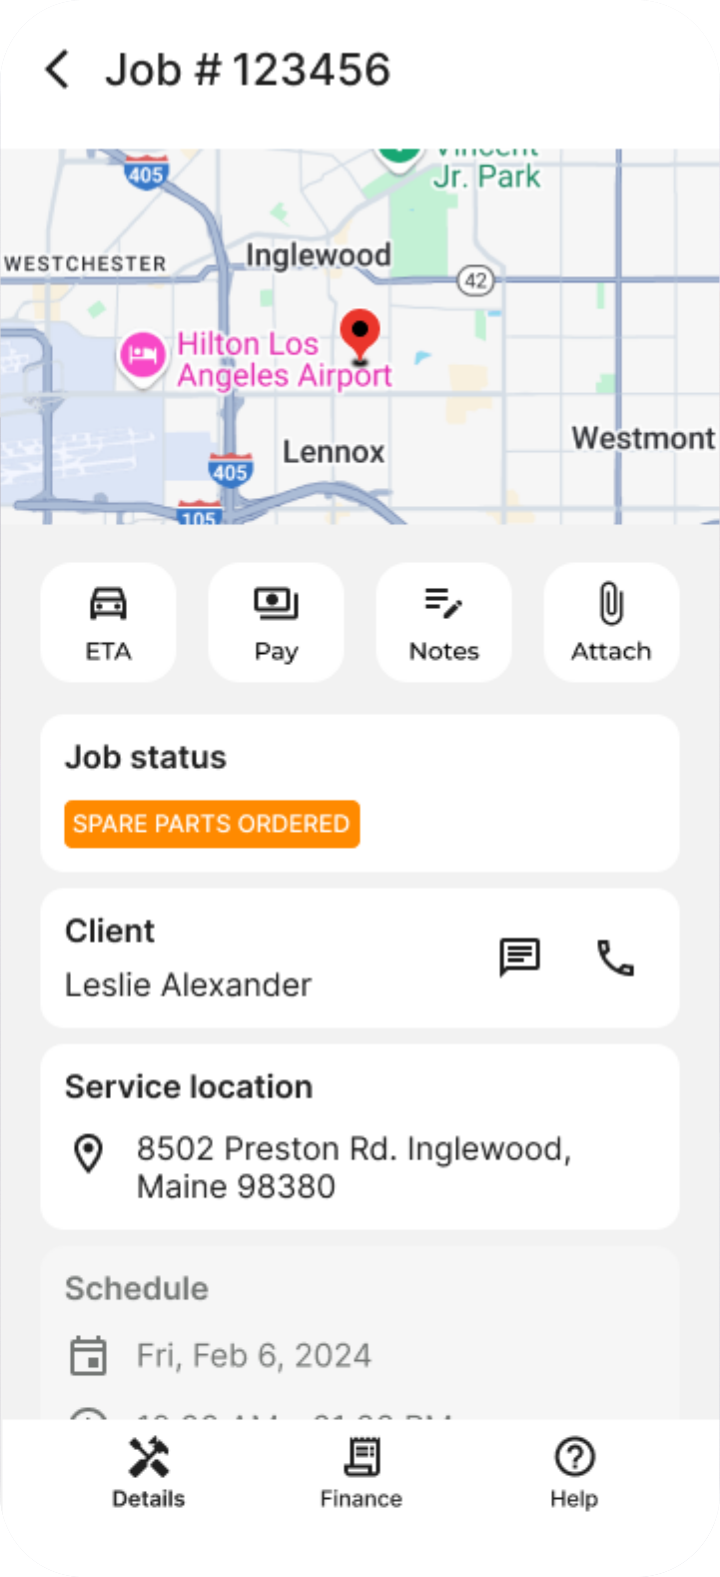 Job # 123456
405
Vincent
Jr. Park
WESTCHESTER
Inglewood
42
Hilton Los
Angeles Airport
Westmont
Lennox
405
105
ETA
Pay
Notes
Attach
Job status
SPARE PARTS ORDERED
Client
Leslie Alexander
Service location
8502 Preston Rd. Inglewood,
Maine 98380
Schedule
Fri, Feb 6, 2024
Details
Finance
Help